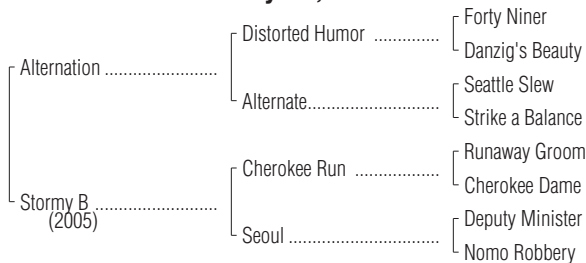 Forty Niner
Distorted Humor ..............
Danzig's Beauty
Alternation ........................
Seattle Slew
Alternate............................
Strike a Balance
Runaway Groom
Cherokee Run ..................
Cherokee Dame
Stormy B ..........................
(2005)
Deputy Minister
Seoul ................................
Nomo Robbery